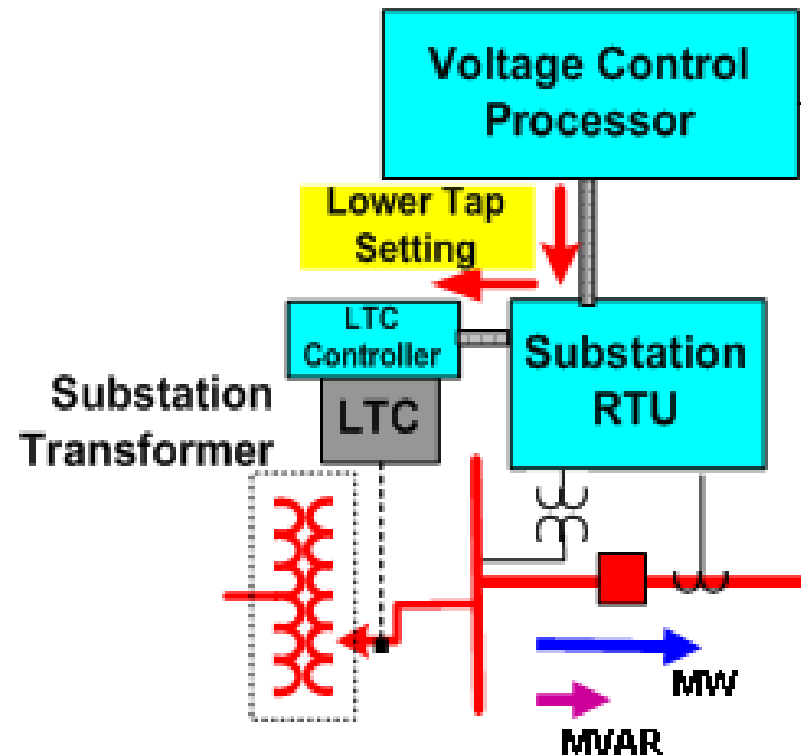 Voltage Control
Processor
Lower Tap
Setting
LTC
Controller
Substation
RTU
Substation
Transformer
LTC
MW
MVAR